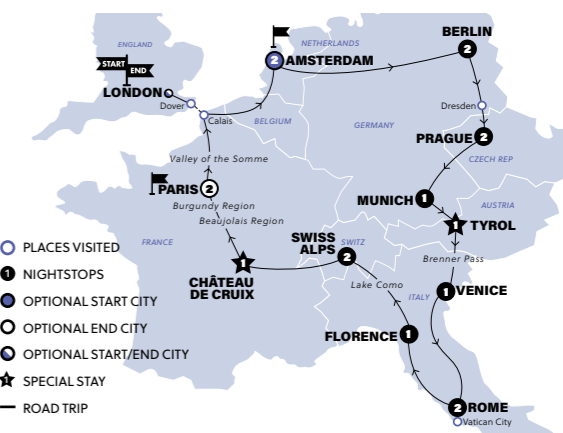 BERLIN
2
ENGLAND
NETHERLANDS
START
END
2
AMSTERDAM
LONDON
Dover
Calais
BELGIUM
GERMANY
Dresden
PRAGUE
2
CZECH REP
Valley of the Somme
PARIS
2
Burgundy Region
Beaujolais Region
MUNICH
1
AUSTRIA
1
TYROL
FRANCE
SWISS
ALPS
SWITZ
2
Brenner Pass
1
CHÂTEAU
DE CRUIX
Lake Como
ITALY
1
VENICE
FLORENCE
1
2
ROME
Vatican City
PLACES VISITED
1
NIGHTSTOPS
OPTIONAL START CITY
OPTIONAL END CITY
OPTIONAL START/END CITY
1
SPECIAL STAY
ROAD TRIP